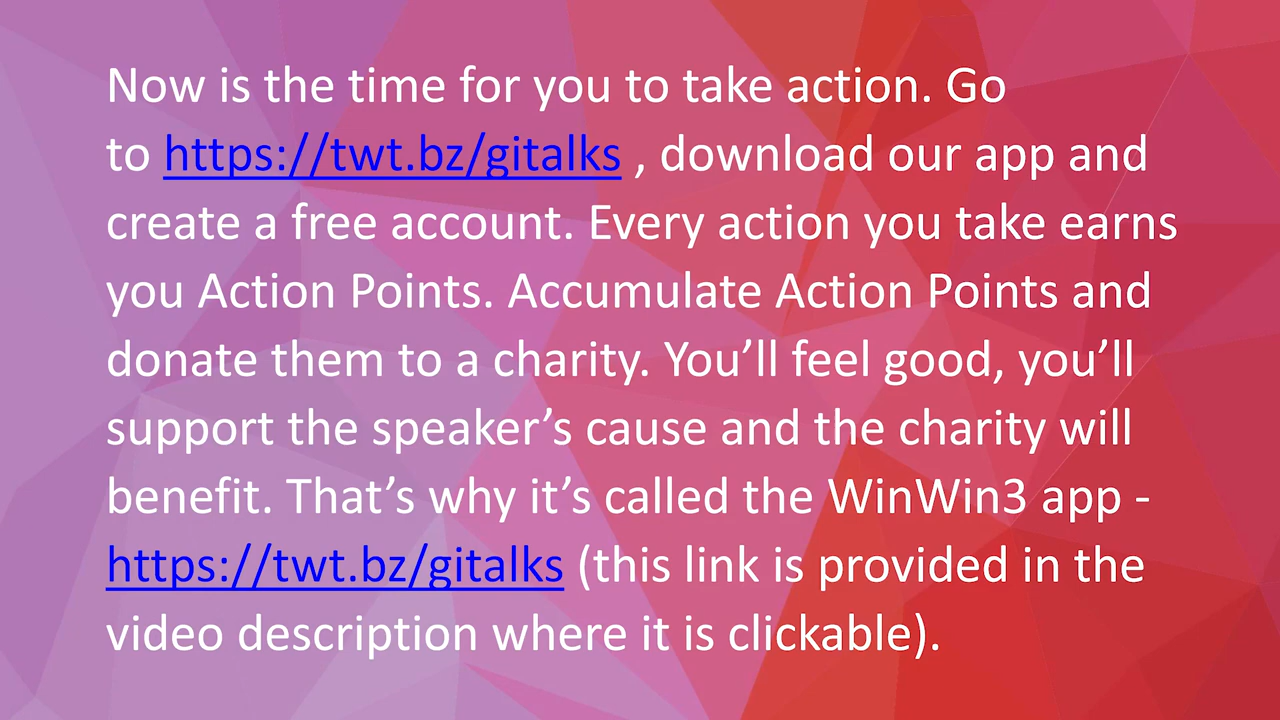 Now is the time for you to take action. Go
to https://twt.bz/gitalks , download our app and
create a free account. Every action you take earns
you Action Points. Accumulate Action Points and
donate them to a charity. You’ll feel good, you’ll
support the speaker’s cause and the charity will
benefit. That’s why it’s called the WinWin3 app -
https://twt.bz/gitalks (this link is provided in the
video description where it is clickable).